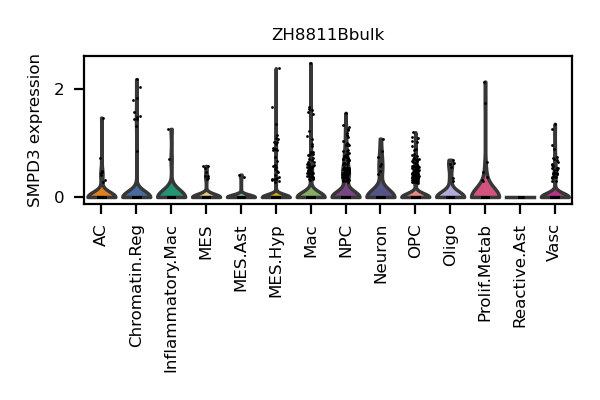 ZH8811Bbulk
SMPD3 expression
2
0
AC
Chromatin.Reg
Inflammatory.Mac
MES
MES.Ast
MES.Hyp
Mac
NPC
Neuron
OPC
Oligo
Prolif.Metab
Reactive.Ast
Vasc